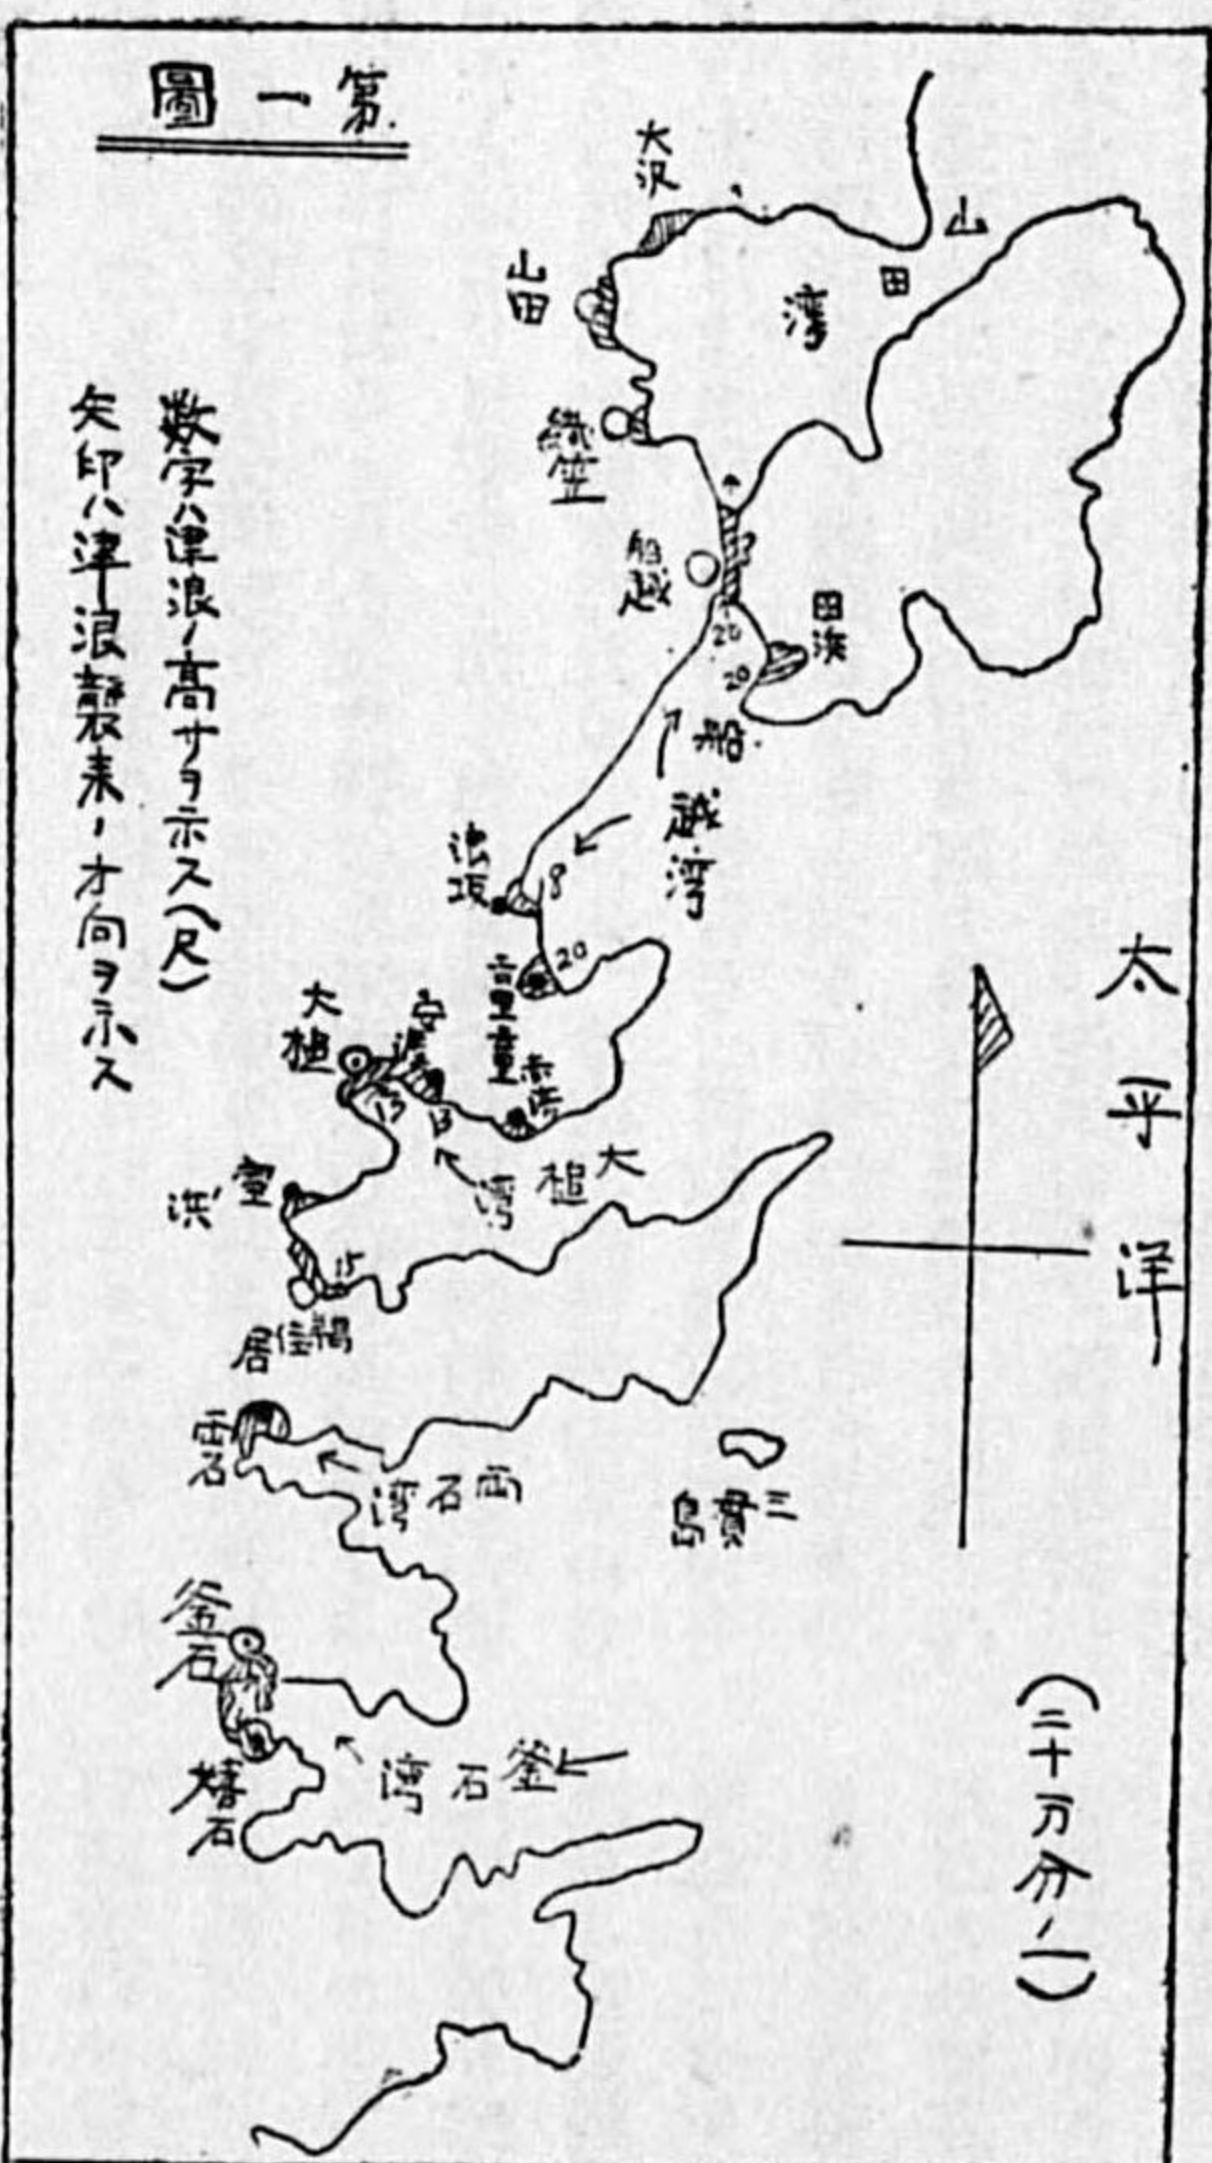 第一圖
大沢
山田
山田湾
織笠
船越
田浜
20
20
船越湾
浪板
8
20
吉里吉里
大槌
安渡
赤浜
13
13
大槌湾
室浜
15
鵜住居
両石
両石湾
三貫島
釜石
釜石湾
嬉石
太平洋
(二十万分ノ一)
数字ハ津浪ノ高サヲ示ス(尺)
矢印ハ津浪襲来ノ方向ヲ示ス